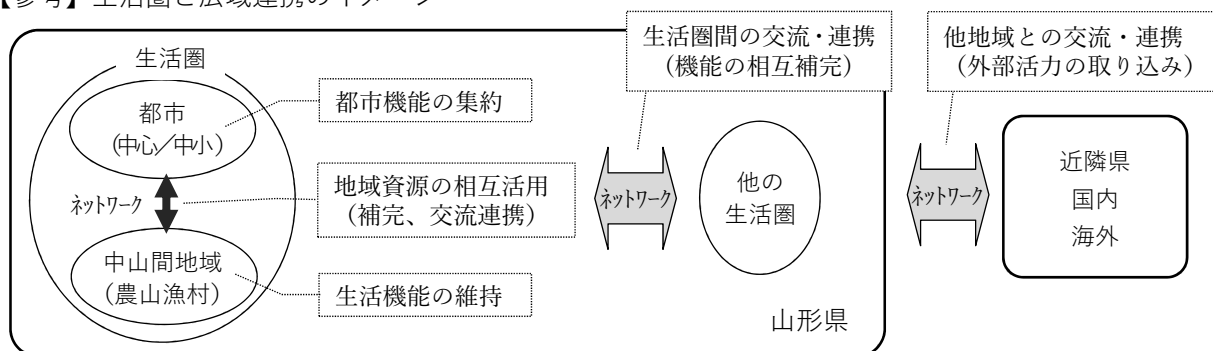 【参考】生活圏と広域連携のイメージ
生活圏
都市
(中心／中小)
ネットワーク
中山間地域
(農山漁村)
都市機能の集約
地域資源の相互活用
（補完、交流連携）
生活機能の維持
生活圏間の交流・連携
（機能の相互補完）
ネットワーク
他の
生活圏
山形県
他地域との交流・連携
（外部活力の取り込み）
ネットワーク
近隣県
国内
海外